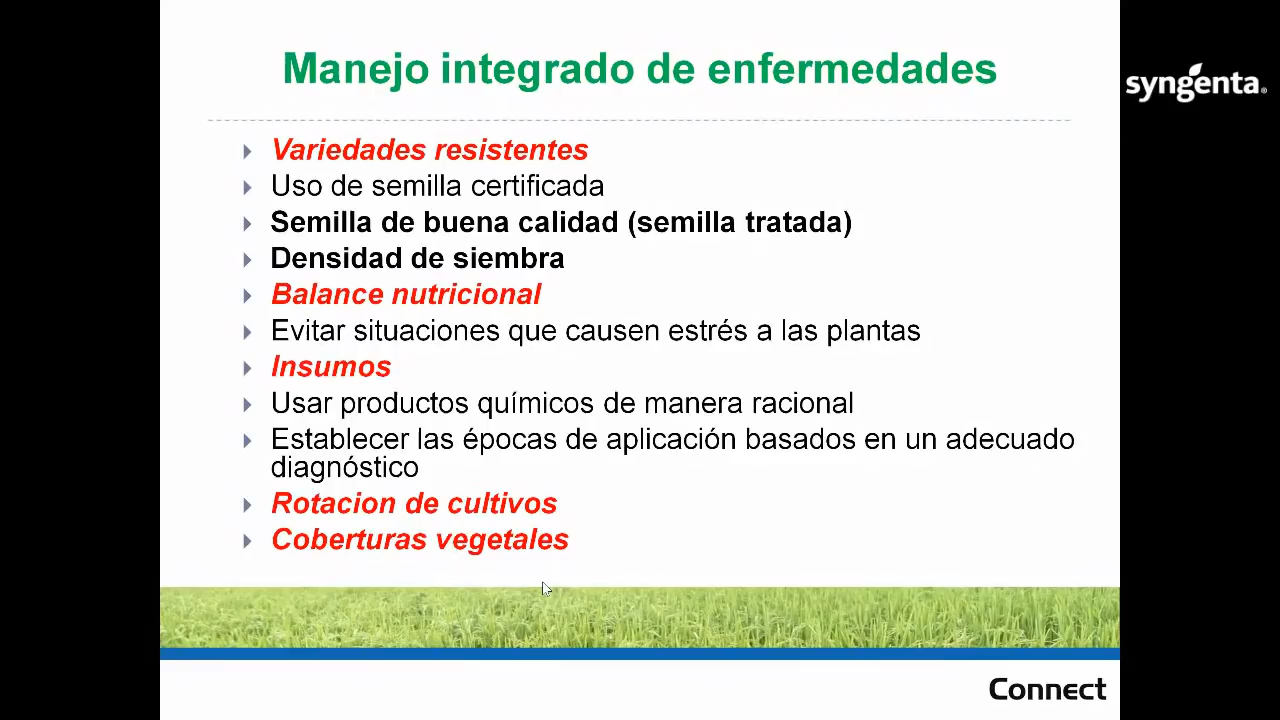 Manejo integrado de enfermedades
syngenta®
Variedades resistentes
Uso de semilla certificada
Semilla de buena calidad (semilla tratada)
Densidad de siembra
Balance nutricional
Evitar situaciones que causen estrés a las plantas
Insumos
Usar productos químicos de manera racional
Establecer las épocas de aplicación basados en un adecuado
diagnóstico
Rotacion de cultivos
Coberturas vegetales
Connect